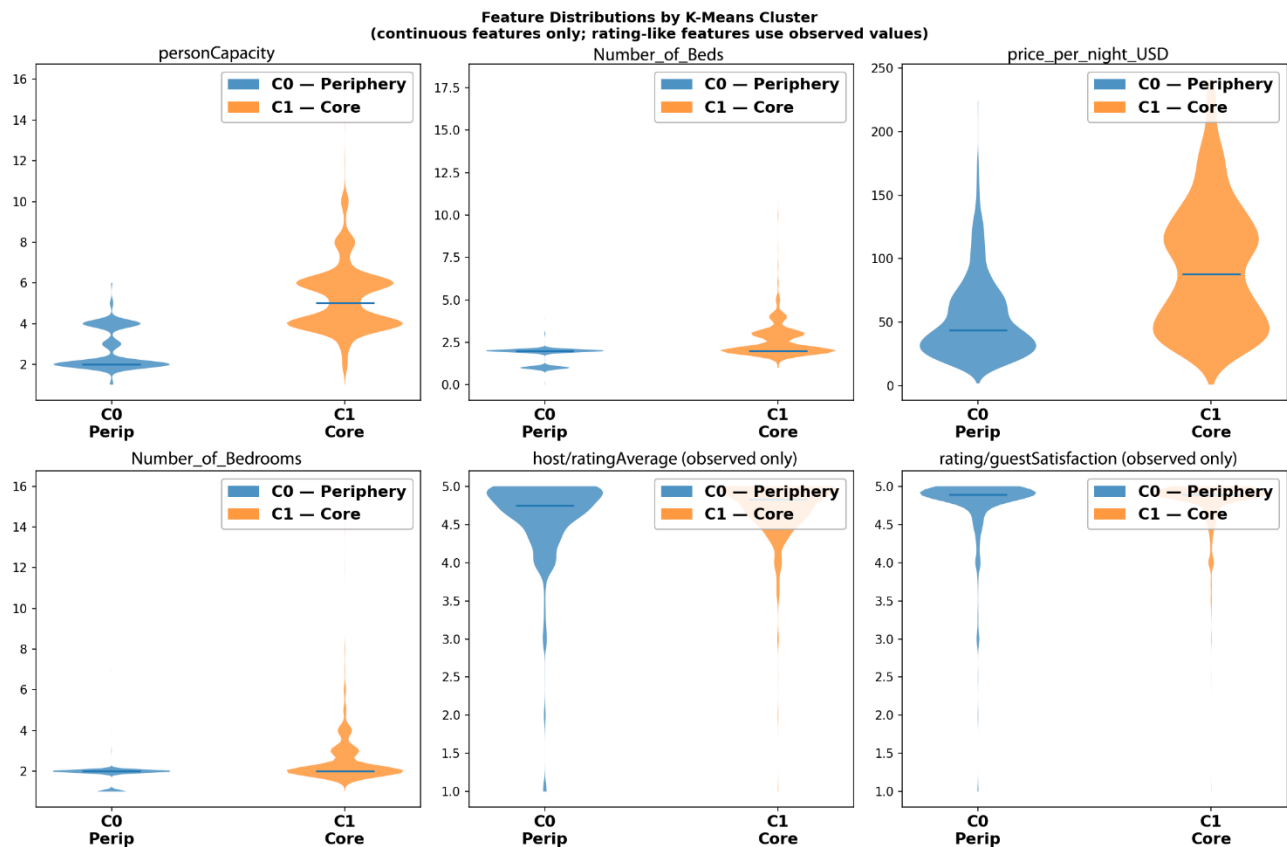 Feature Distributions by K-Means Cluster
(continuous features only; rating-like features use observed values)
personCapacity
C0 — Periphery
C1 — Core
16
14
12
10
8
6
4
2
C0
Perip
C1
Core
Number_of_Beds
C0 — Periphery
C1 — Core
17.5
15.0
12.5
10.0
7.5
5.0
2.5
0.0
C0
Perip
C1
Core
price_per_night_USD
C0 — Periphery
C1 — Core
250
200
150
100
50
0
C0
Perip
C1
Core
Number_of_Bedrooms
C0 — Periphery
C1 — Core
16
14
12
10
8
6
4
2
C0
Perip
C1
Core
host/ratingAverage (observed only)
C0 — Periphery
C1 — Core
5.0
4.5
4.0
3.5
3.0
2.5
2.0
1.5
1.0
C0
Perip
C1
Core
rating/guestSatisfaction (observed only)
C0 — Periphery
C1 — Core
5.0
4.5
4.0
3.5
3.0
2.5
2.0
1.5
1.0
C0
Perip
C1
Core